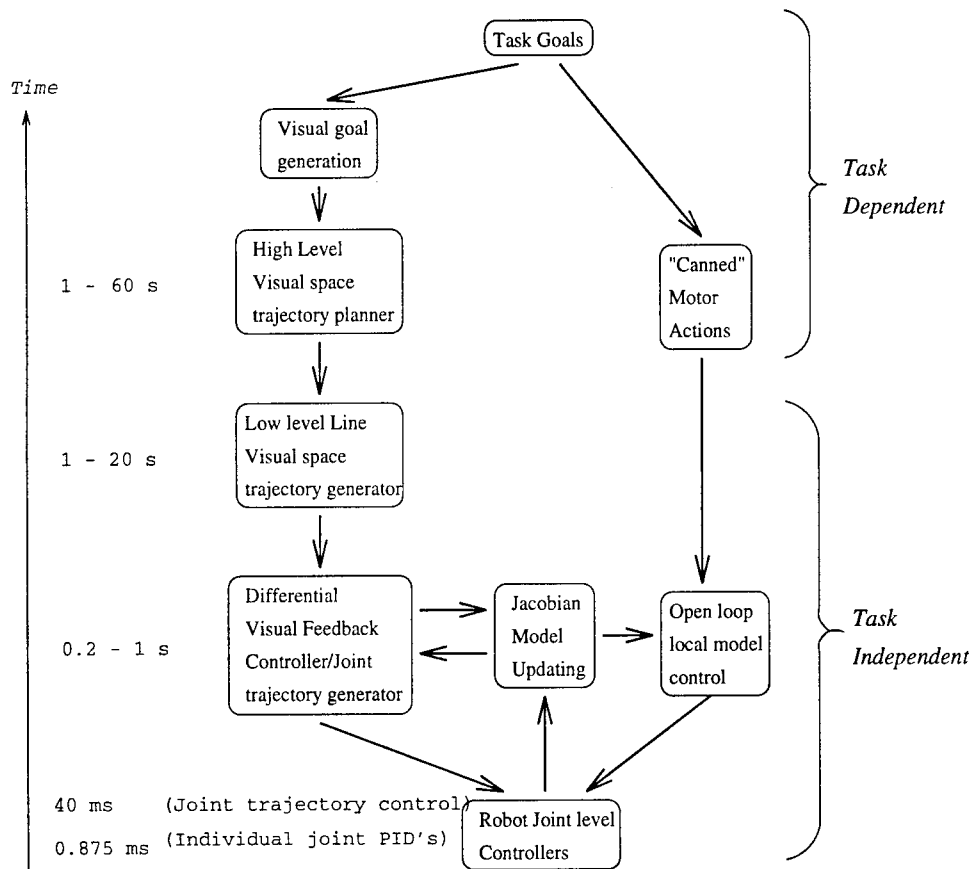 Task Goals
Time
Visual goal
generation
Task
Dependent
High Level
Visual space
trajectory planner
"Canned"
Motor
Actions
1 - 60 s
Low level Line
Visual space
trajectory generator
1 - 20 s
Differential
Visual Feedback
Controller/Joint
trajectory generator
Jacobian
Model
Updating
Open loop
local model
control
Task
Independent
0.2 - 1 s
40 ms (Joint trajectory control)
0.875 ms (Individual joint PID's)
Robot Joint level
Controllers